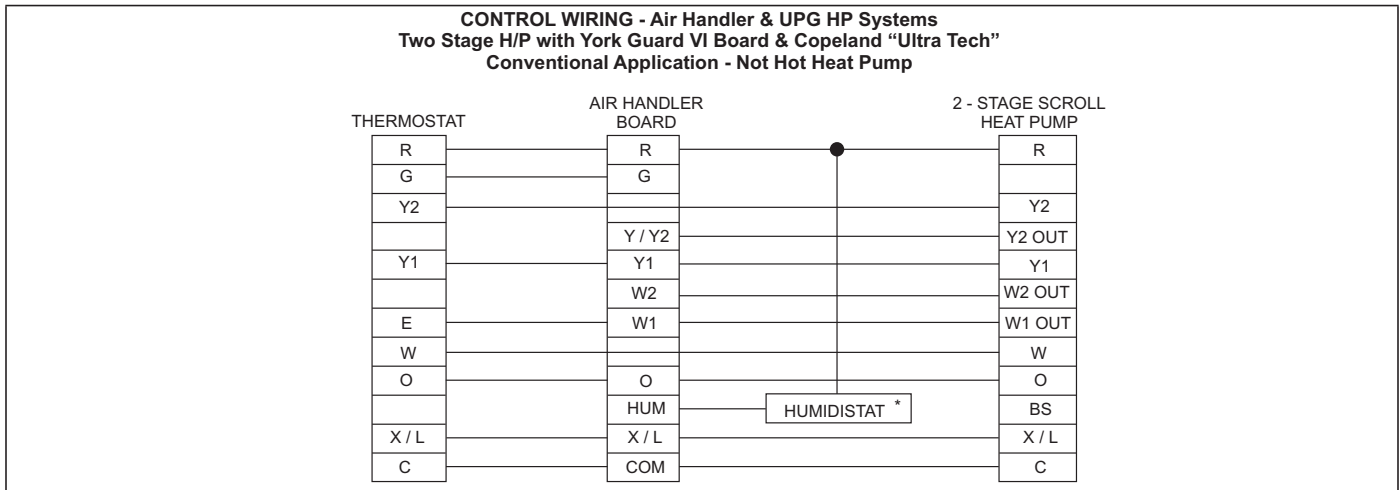 CONTROL WIRING - Air Handler & UPG HP Systems
Two Stage H/P with York Guard VI Board & Copeland “Ultra Tech”
Conventional Application - Not Hot Heat Pump
THERMOSTAT
AIR HANDLER
BOARD
2 - STAGE SCROLL
HEAT PUMP
R R R
G G
Y2 Y2
Y / Y2 Y2 OUT
Y1 Y1 Y1
W2 W2 OUT
E W1 W1 OUT
W W
O O O
HUM HUMIDISTAT * BS
X / L X / L X / L
C COM C